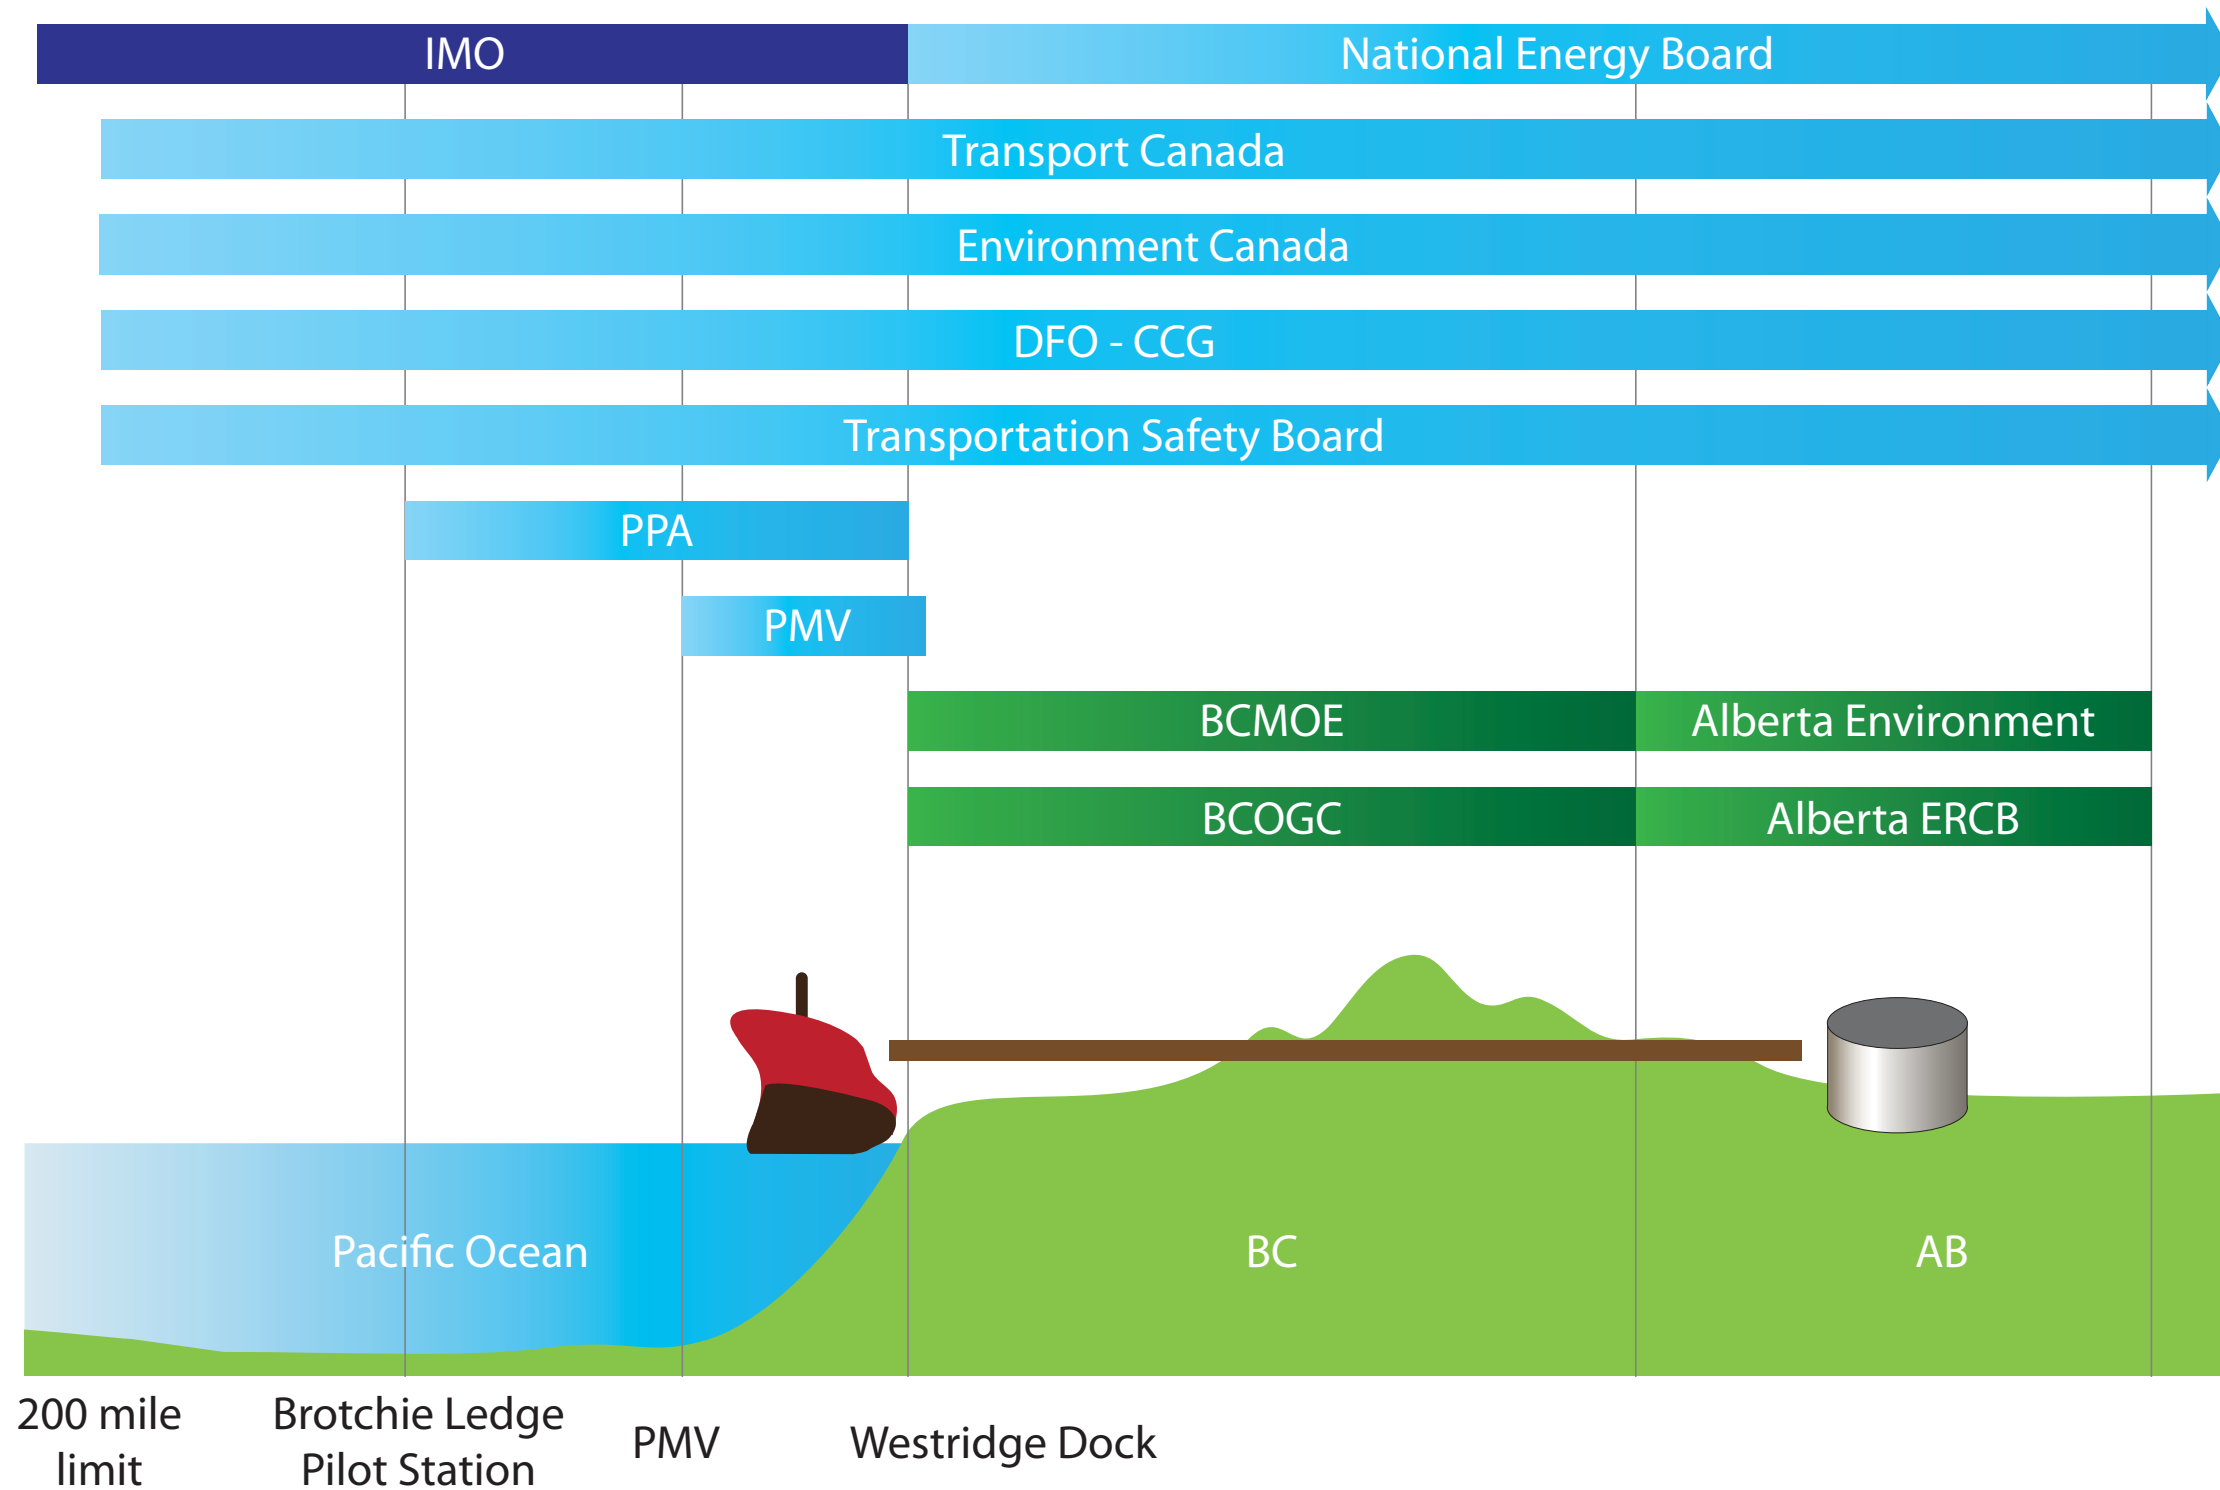 IMO
National Energy Board
Transport Canada
Environment Canada
DFO - CCG
Transportation Safety Board
PPA
PMV
BCMOE
Alberta Environment
BCOGC
Alberta ERCB
Pacific Ocean
BC
AB
200 mile
limit
Brotchie Ledge
Pilot Station
PMV
Westridge Dock